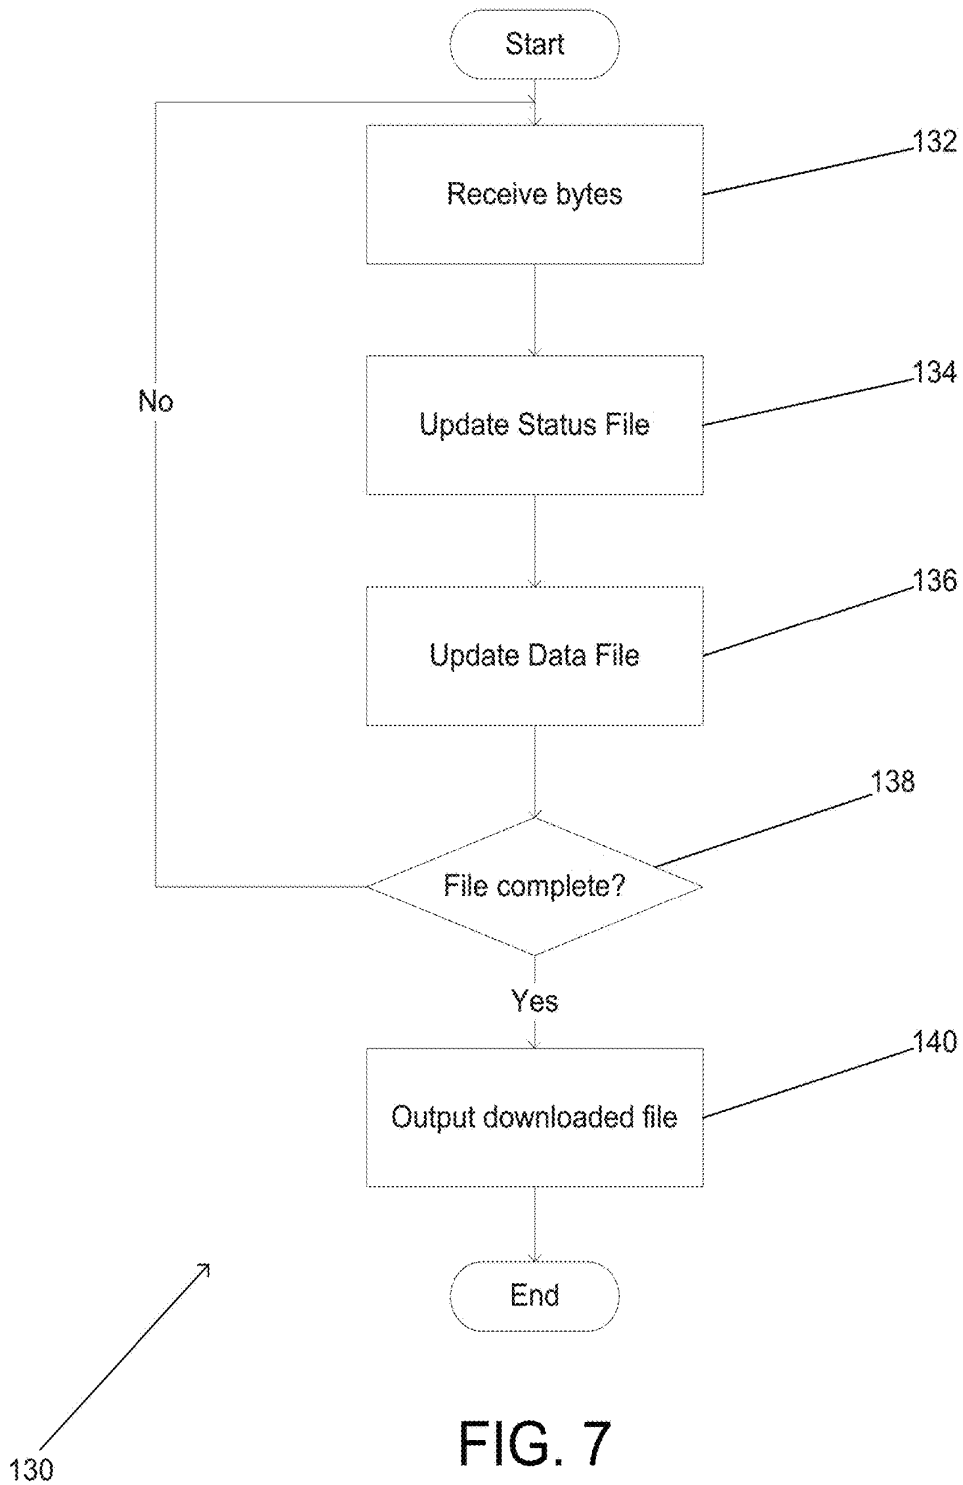 Start
132
Receive bytes
134
No
Update Status File
136
Update Data File
138
File complete?
Yes
140
Output downloaded file
End
FIG. 7
130